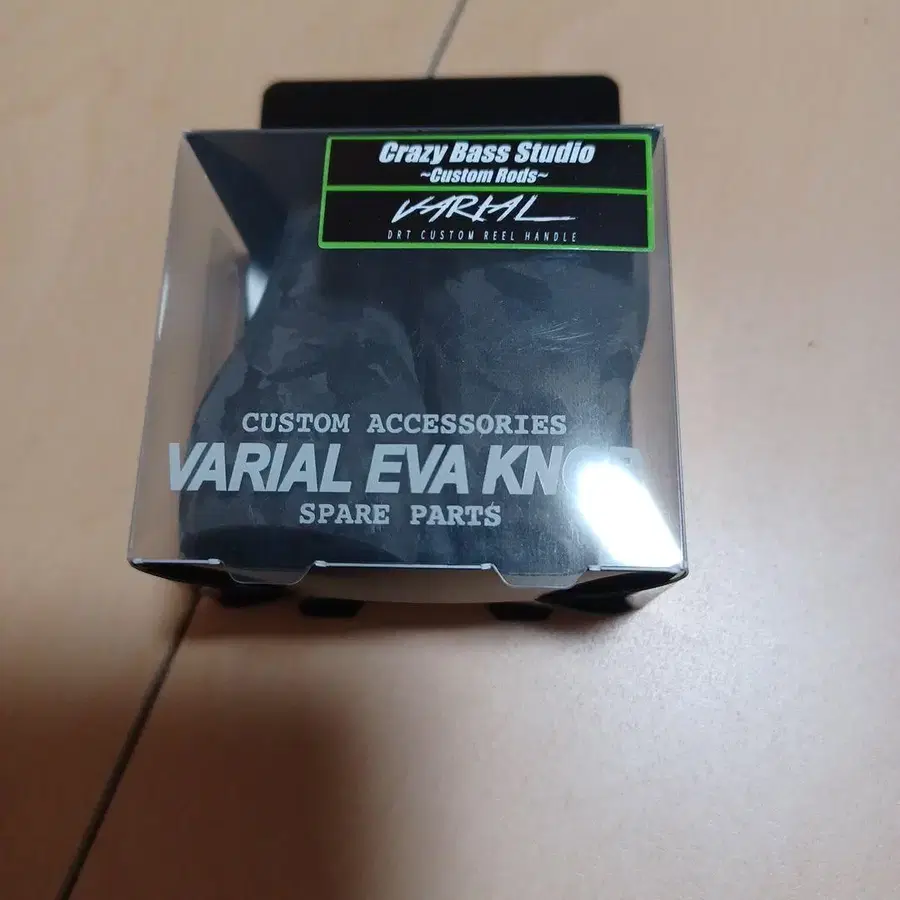 Crazy Bass Studio
~Custom Rods~
VARIAL
DRT CUSTOM REEL HANDLE
CUSTOM ACCESSORIES
VARIAL EVA KNOB
SPARE PARTS